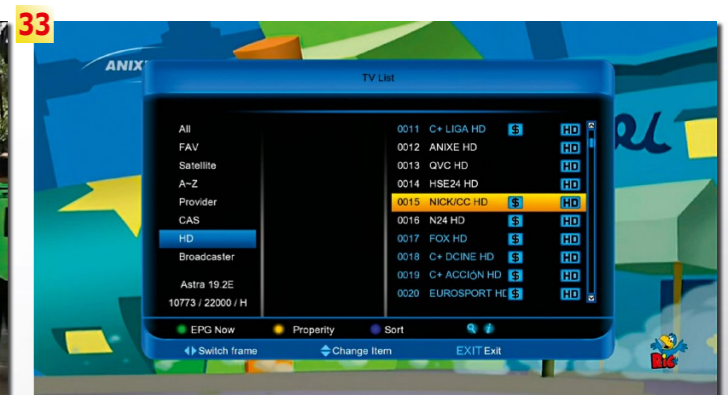 33
ANIX
TV List
All
FAV
Satellite
A~Z
Provider
CAS
HD
Broadcaster
Astra 19.2E
10773 / 22000 / H
0011 C+ LIGA HD $ HD
0012 ANIXE HD HD
0013 QVC HD HD
0014 HSE24 HD HD
0015 NICK/CC HD $ HD
0016 N24 HD $ HD
0017 FOX HD $ HD
0018 C+ DCINE HD $ HD
0019 C+ ACCIÓN HD $ HD
0020 EUROSPORT HD $ HD
EPG Now Properity Sort
Switch frame Change Item EXIT Exit
BIG